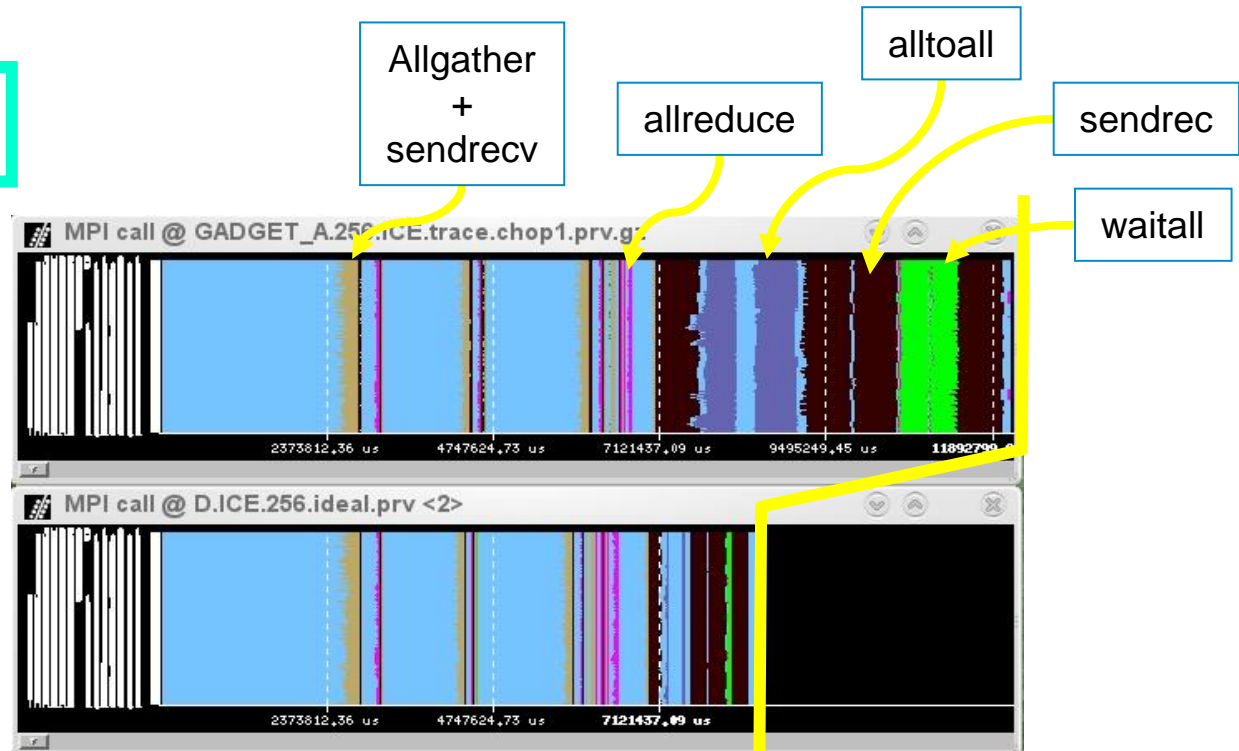 Allgather
+
sendrecv
allreduce
alltoall
sendrec
waitall
MPI call @ GADGET_A.256.ICE.trace.chop1.prv.gz
2373812,36 us 4747624,73 us 7121437,09 us 9495249,45 us 11892799
MPI call @ D.ICE.256.ideal.prv <2>
2373812,36 us 4747624,73 us 7121437,09 us